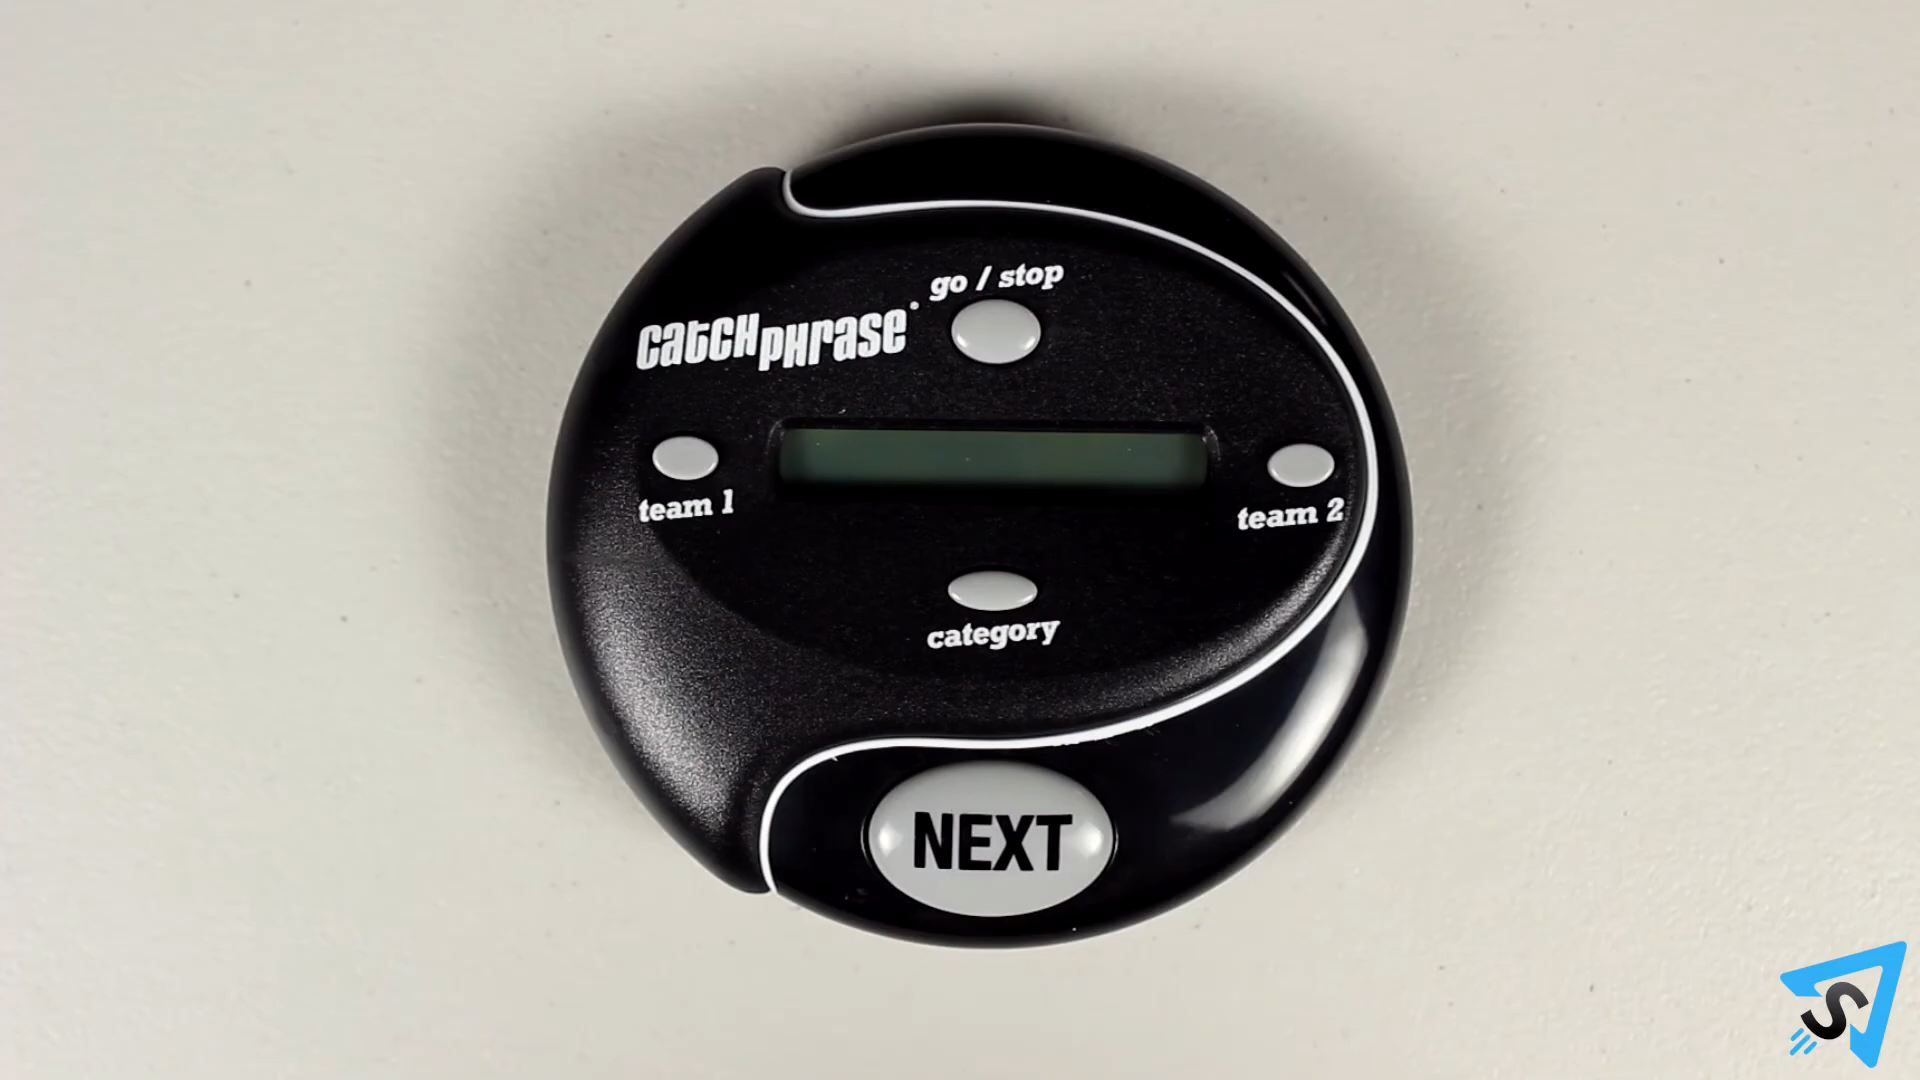 go / stop
CatCHPHrase®
team 1
team 2
category
NEXT
S